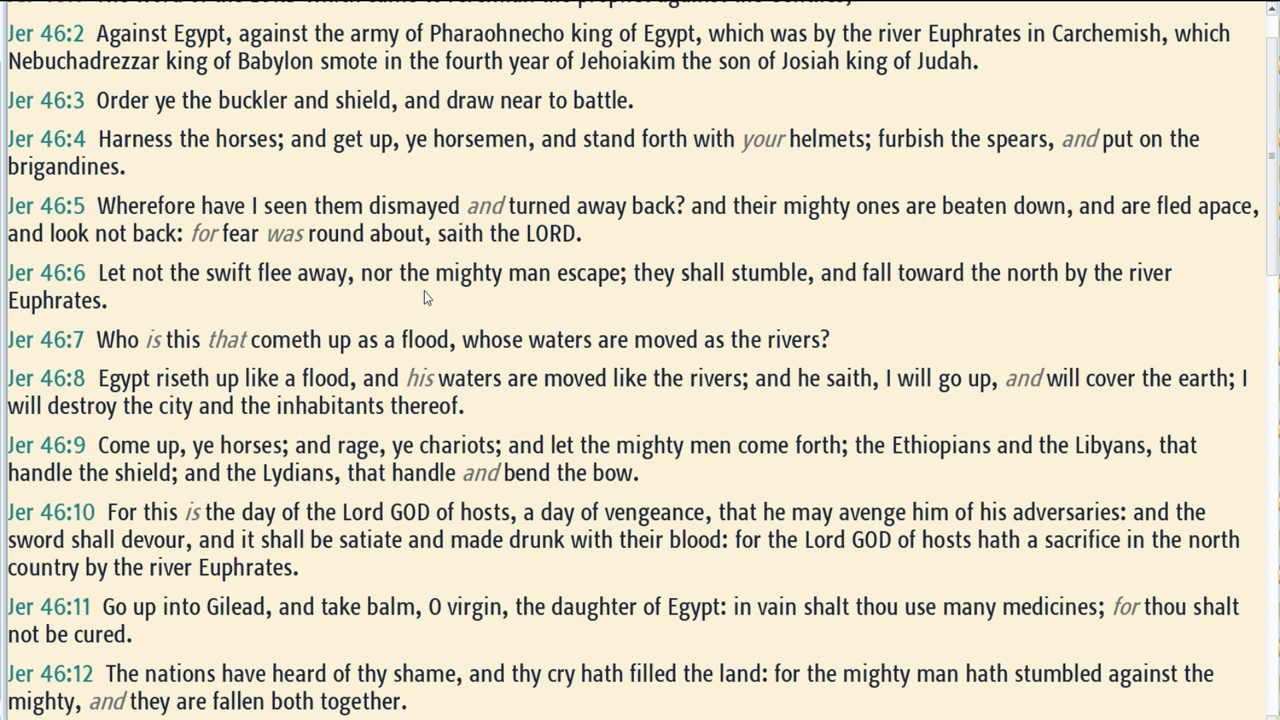 Jer 46:2  Against Egypt, against the army of Pharaohnecho king of Egypt, which was by the river Euphrates in Carchemish, which
Nebuchadrezzar king of Babylon smote in the fourth year of Jehoiakim the son of Josiah king of Judah.
Jer 46:3  Order ye the buckler and shield, and draw near to battle.
Jer 46:4  Harness the horses; and get up, ye horsemen, and stand forth with your helmets; furbish the spears, and put on the
brigandines.
Jer 46:5  Wherefore have I seen them dismayed and turned away back? and their mighty ones are beaten down, and are fled apace,
and look not back: for fear was round about, saith the LORD.
Jer 46:6  Let not the swift flee away, nor the mighty man escape; they shall stumble, and fall toward the north by the river
Euphrates.
Jer 46:7  Who is this that cometh up as a flood, whose waters are moved as the rivers?
Jer 46:8  Egypt riseth up like a flood, and his waters are moved like the rivers; and he saith, I will go up, and will cover the earth; I
will destroy the city and the inhabitants thereof.
Jer 46:9  Come up, ye horses; and rage, ye chariots; and let the mighty men come forth; the Ethiopians and the Libyans, that
handle the shield; and the Lydians, that handle and bend the bow.
Jer 46:10  For this is the day of the Lord GOD of hosts, a day of vengeance, that he may avenge him of his adversaries: and the
sword shall devour, and it shall be satiate and made drunk with their blood: for the Lord GOD of hosts hath a sacrifice in the north
country by the river Euphrates.
Jer 46:11  Go up into Gilead, and take balm, O virgin, the daughter of Egypt: in vain shalt thou use many medicines; for thou shalt
not be cured.
Jer 46:12  The nations have heard of thy shame, and thy cry hath filled the land: for the mighty man hath stumbled against the
mighty, and they are fallen both together.